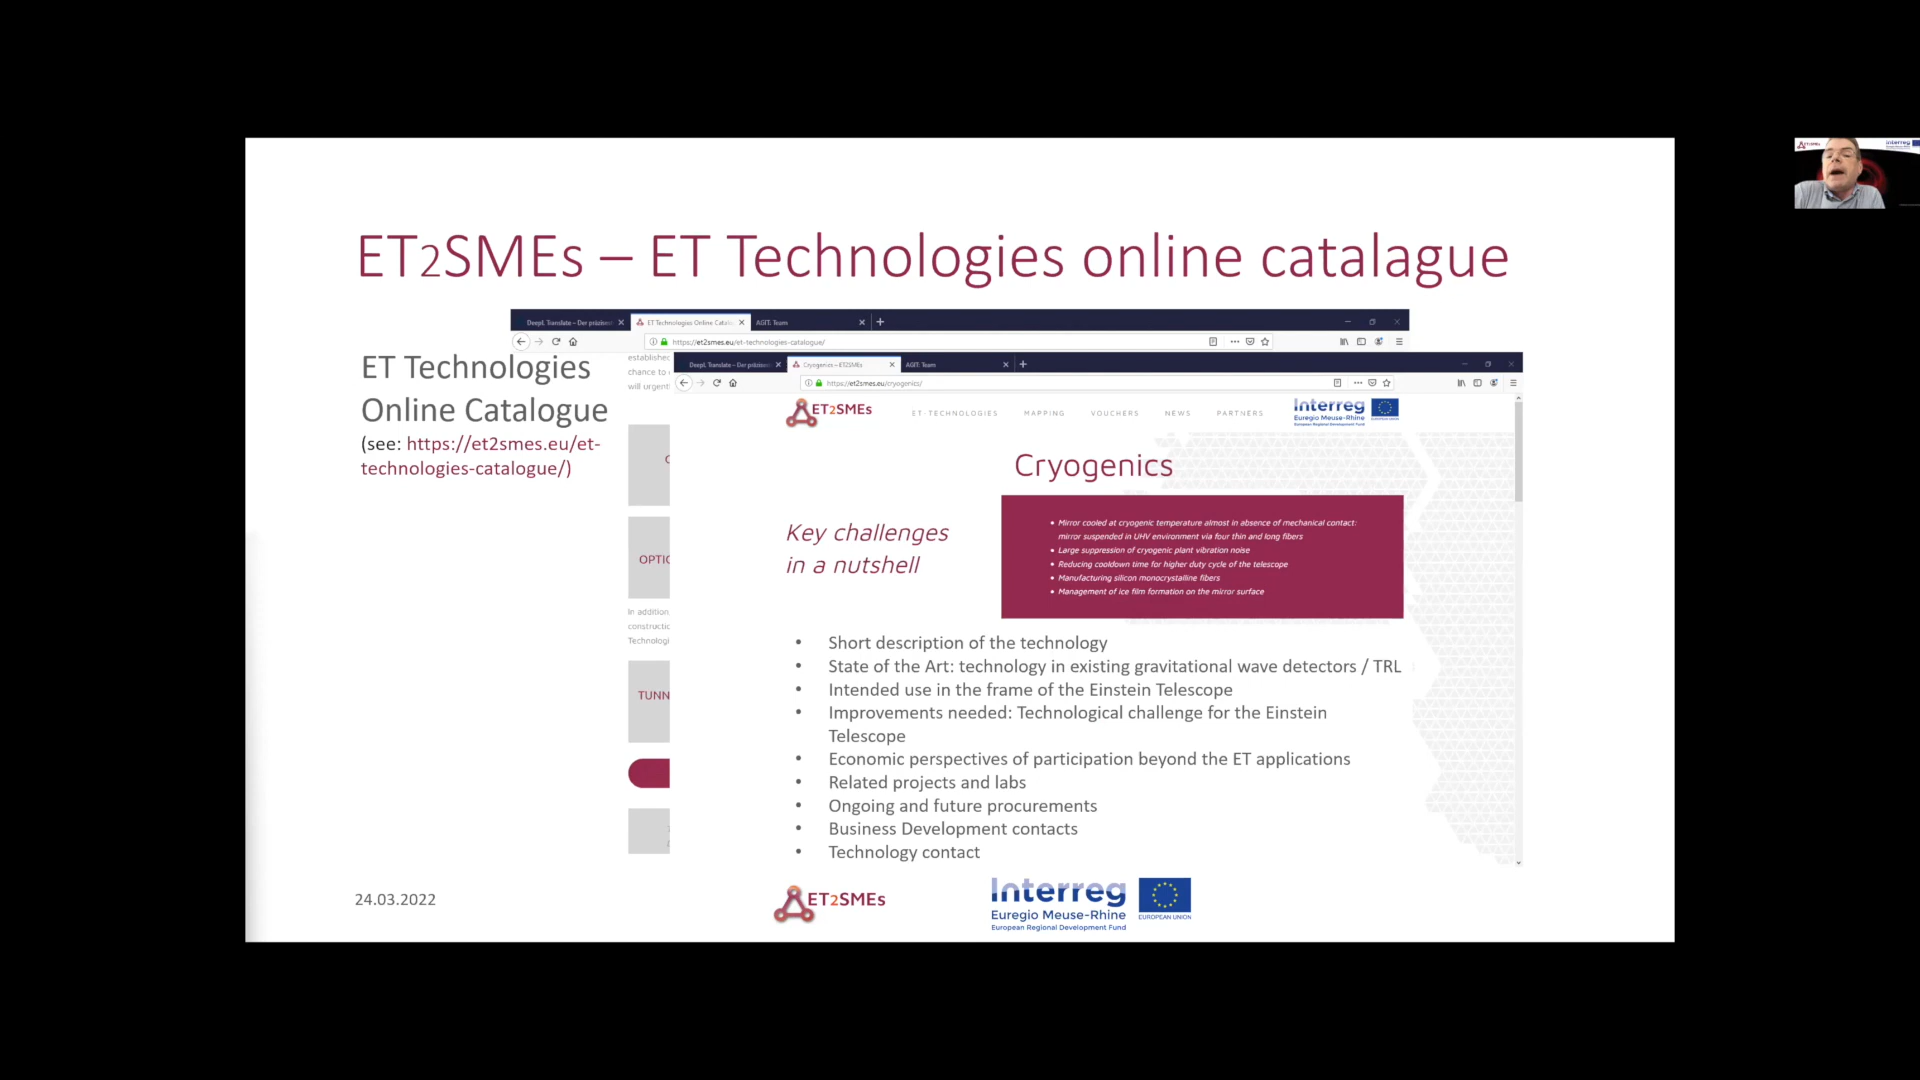 ET2SMEs – ET Technologies online catalague
ET Technologies
Online Catalogue
(see: https://et2smes.eu/et-
technologies-catalogue/)
DeepL Translate – Der präzises
ET Technologies Online Catalo
AGIT: Team
https://et2smes.eu/et-technologies-catalogue/
established
chance to
will urgent
OPTIC
In addition
constructic
Technologi
TUNN
DeepL Translate – Der präzises
Cryogenics – ET2SMEs
AGIT: Team
https://et2smes.eu/cryogenics/
ET2SMEs
ET-TECHNOLOGIES
MAPPING
VOUCHERS
NEWS
PARTNERS
Interreg
Euregio Meuse-Rhine
European Regional Development Fund
Cryogenics
Key challenges
in a nutshell
• Mirror cooled at cryogenic temperature almost in absence of mechanical contact:
mirror suspended in UHV environment via four thin and long fibers
• Large suppression of cryogenic plant vibration noise
• Reducing cooldown time for higher duty cycle of the telescope
• Manufacturing silicon monocrystalline fibers
• Management of ice film formation on the mirror surface
• Short description of the technology
• State of the Art: technology in existing gravitational wave detectors / TRL
• Intended use in the frame of the Einstein Telescope
• Improvements needed: Technological challenge for the Einstein
Telescope
• Economic perspectives of participation beyond the ET applications
• Related projects and labs
• Ongoing and future procurements
• Business Development contacts
• Technology contact
24.03.2022
ET2SMEs
Interreg
Euregio Meuse-Rhine
European Regional Development Fund
EUROPEAN UNION
ET2SMEs
Interreg